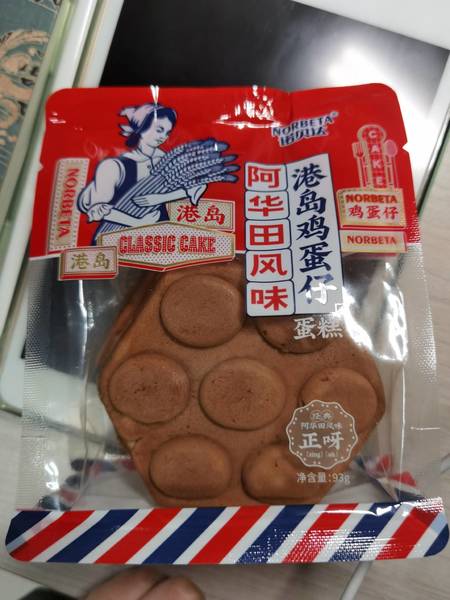 NORBETA
诺贝达
港岛鸡蛋仔
阿华田风味
蛋糕
NORBETA
港岛
CLASSIC CAKE
港岛
CAKE
NORBETA
鸡蛋仔
NORBETA
经典
阿华田风味
正呀
净含量:93g